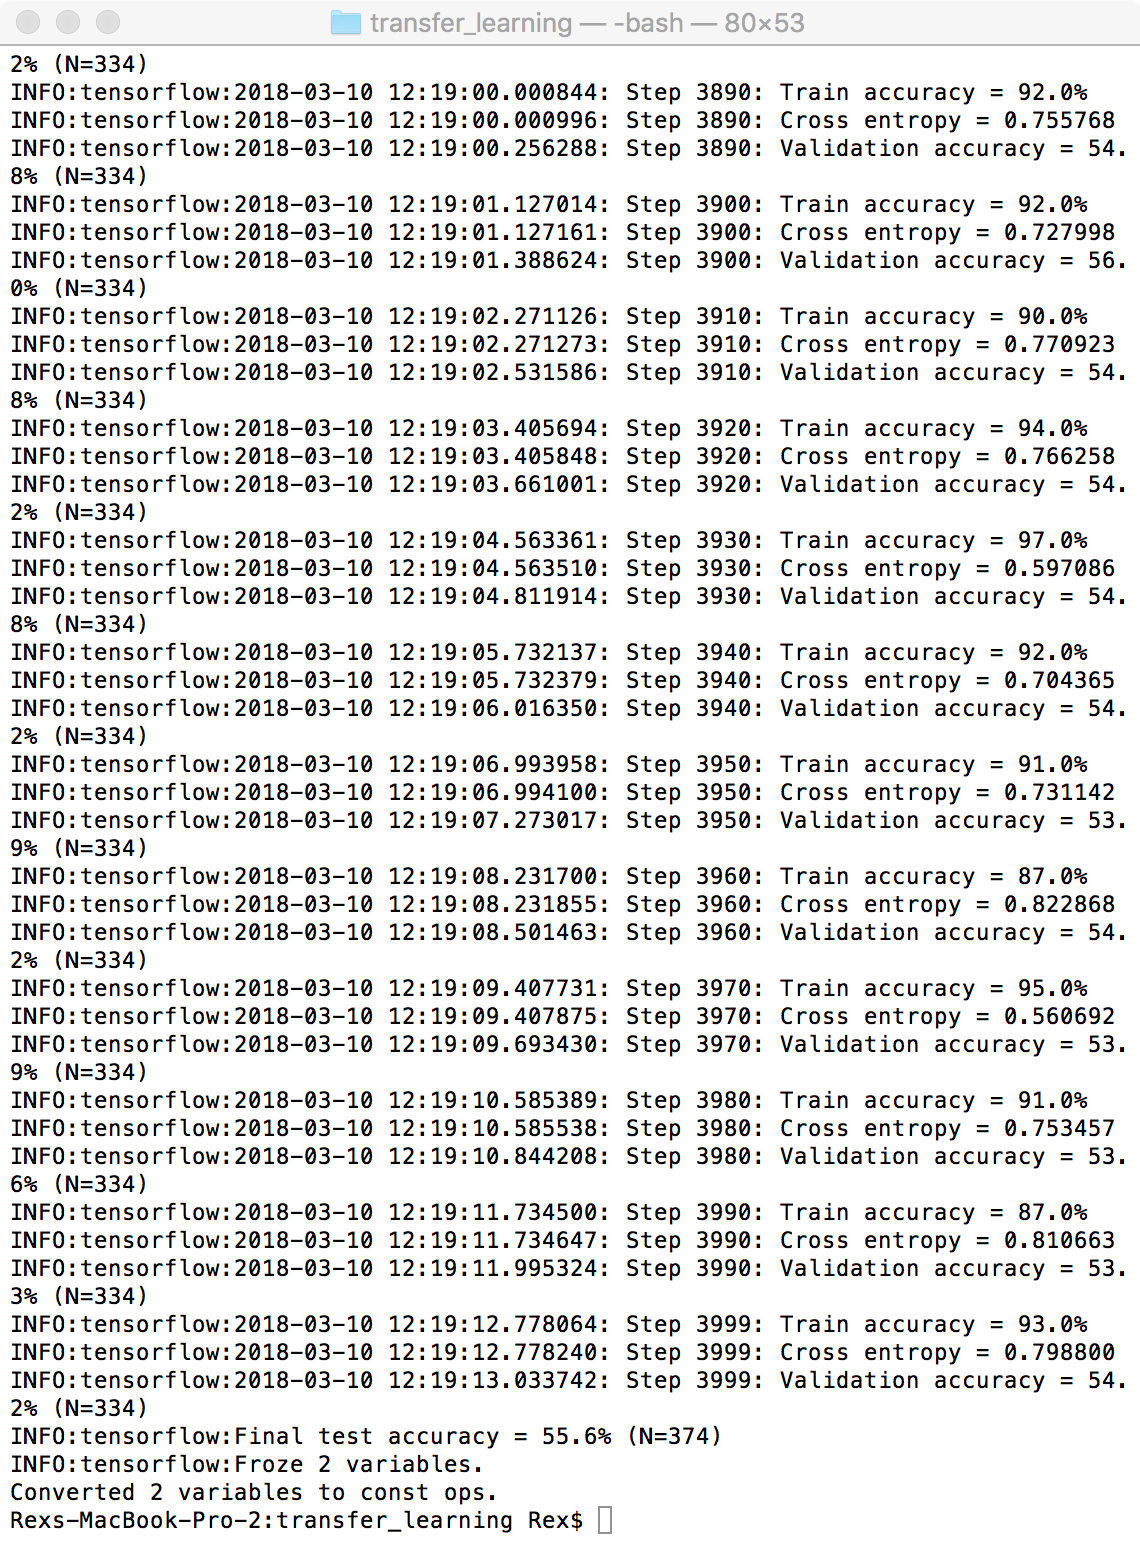 transfer_learning — -bash — 80×53
2% (N=334)
INFO:tensorflow:2018-03-10 12:19:00.000844: Step 3890: Train accuracy = 92.0%
INFO:tensorflow:2018-03-10 12:19:00.000996: Step 3890: Cross entropy = 0.755768
INFO:tensorflow:2018-03-10 12:19:00.256288: Step 3890: Validation accuracy = 54.
8% (N=334)
INFO:tensorflow:2018-03-10 12:19:01.127014: Step 3900: Train accuracy = 92.0%
INFO:tensorflow:2018-03-10 12:19:01.127161: Step 3900: Cross entropy = 0.727998
INFO:tensorflow:2018-03-10 12:19:01.388624: Step 3900: Validation accuracy = 56.
0% (N=334)
INFO:tensorflow:2018-03-10 12:19:02.271126: Step 3910: Train accuracy = 90.0%
INFO:tensorflow:2018-03-10 12:19:02.271273: Step 3910: Cross entropy = 0.770923
INFO:tensorflow:2018-03-10 12:19:02.531586: Step 3910: Validation accuracy = 54.
8% (N=334)
INFO:tensorflow:2018-03-10 12:19:03.405694: Step 3920: Train accuracy = 94.0%
INFO:tensorflow:2018-03-10 12:19:03.405848: Step 3920: Cross entropy = 0.766258
INFO:tensorflow:2018-03-10 12:19:03.661001: Step 3920: Validation accuracy = 54.
2% (N=334)
INFO:tensorflow:2018-03-10 12:19:04.563361: Step 3930: Train accuracy = 97.0%
INFO:tensorflow:2018-03-10 12:19:04.563510: Step 3930: Cross entropy = 0.597086
INFO:tensorflow:2018-03-10 12:19:04.811914: Step 3930: Validation accuracy = 54.
8% (N=334)
INFO:tensorflow:2018-03-10 12:19:05.732137: Step 3940: Train accuracy = 92.0%
INFO:tensorflow:2018-03-10 12:19:05.732379: Step 3940: Cross entropy = 0.704365
INFO:tensorflow:2018-03-10 12:19:06.016350: Step 3940: Validation accuracy = 54.
2% (N=334)
INFO:tensorflow:2018-03-10 12:19:06.993958: Step 3950: Train accuracy = 91.0%
INFO:tensorflow:2018-03-10 12:19:06.994100: Step 3950: Cross entropy = 0.731142
INFO:tensorflow:2018-03-10 12:19:07.273017: Step 3950: Validation accuracy = 53.
9% (N=334)
INFO:tensorflow:2018-03-10 12:19:08.231700: Step 3960: Train accuracy = 87.0%
INFO:tensorflow:2018-03-10 12:19:08.231855: Step 3960: Cross entropy = 0.822868
INFO:tensorflow:2018-03-10 12:19:08.501463: Step 3960: Validation accuracy = 54.
2% (N=334)
INFO:tensorflow:2018-03-10 12:19:09.407731: Step 3970: Train accuracy = 95.0%
INFO:tensorflow:2018-03-10 12:19:09.407875: Step 3970: Cross entropy = 0.560692
INFO:tensorflow:2018-03-10 12:19:09.693430: Step 3970: Validation accuracy = 53.
9% (N=334)
INFO:tensorflow:2018-03-10 12:19:10.585389: Step 3980: Train accuracy = 91.0%
INFO:tensorflow:2018-03-10 12:19:10.585538: Step 3980: Cross entropy = 0.753457
INFO:tensorflow:2018-03-10 12:19:10.844208: Step 3980: Validation accuracy = 53.
6% (N=334)
INFO:tensorflow:2018-03-10 12:19:11.734500: Step 3990: Train accuracy = 87.0%
INFO:tensorflow:2018-03-10 12:19:11.734647: Step 3990: Cross entropy = 0.810663
INFO:tensorflow:2018-03-10 12:19:11.995324: Step 3990: Validation accuracy = 53.
3% (N=334)
INFO:tensorflow:2018-03-10 12:19:12.778064: Step 3999: Train accuracy = 93.0%
INFO:tensorflow:2018-03-10 12:19:12.778240: Step 3999: Cross entropy = 0.798800
INFO:tensorflow:2018-03-10 12:19:13.033742: Step 3999: Validation accuracy = 54.
2% (N=334)
INFO:tensorflow:Final test accuracy = 55.6% (N=374)
INFO:tensorflow:Froze 2 variables.
Converted 2 variables to const ops.
Rexs-MacBook-Pro-2:transfer_learning Rex$